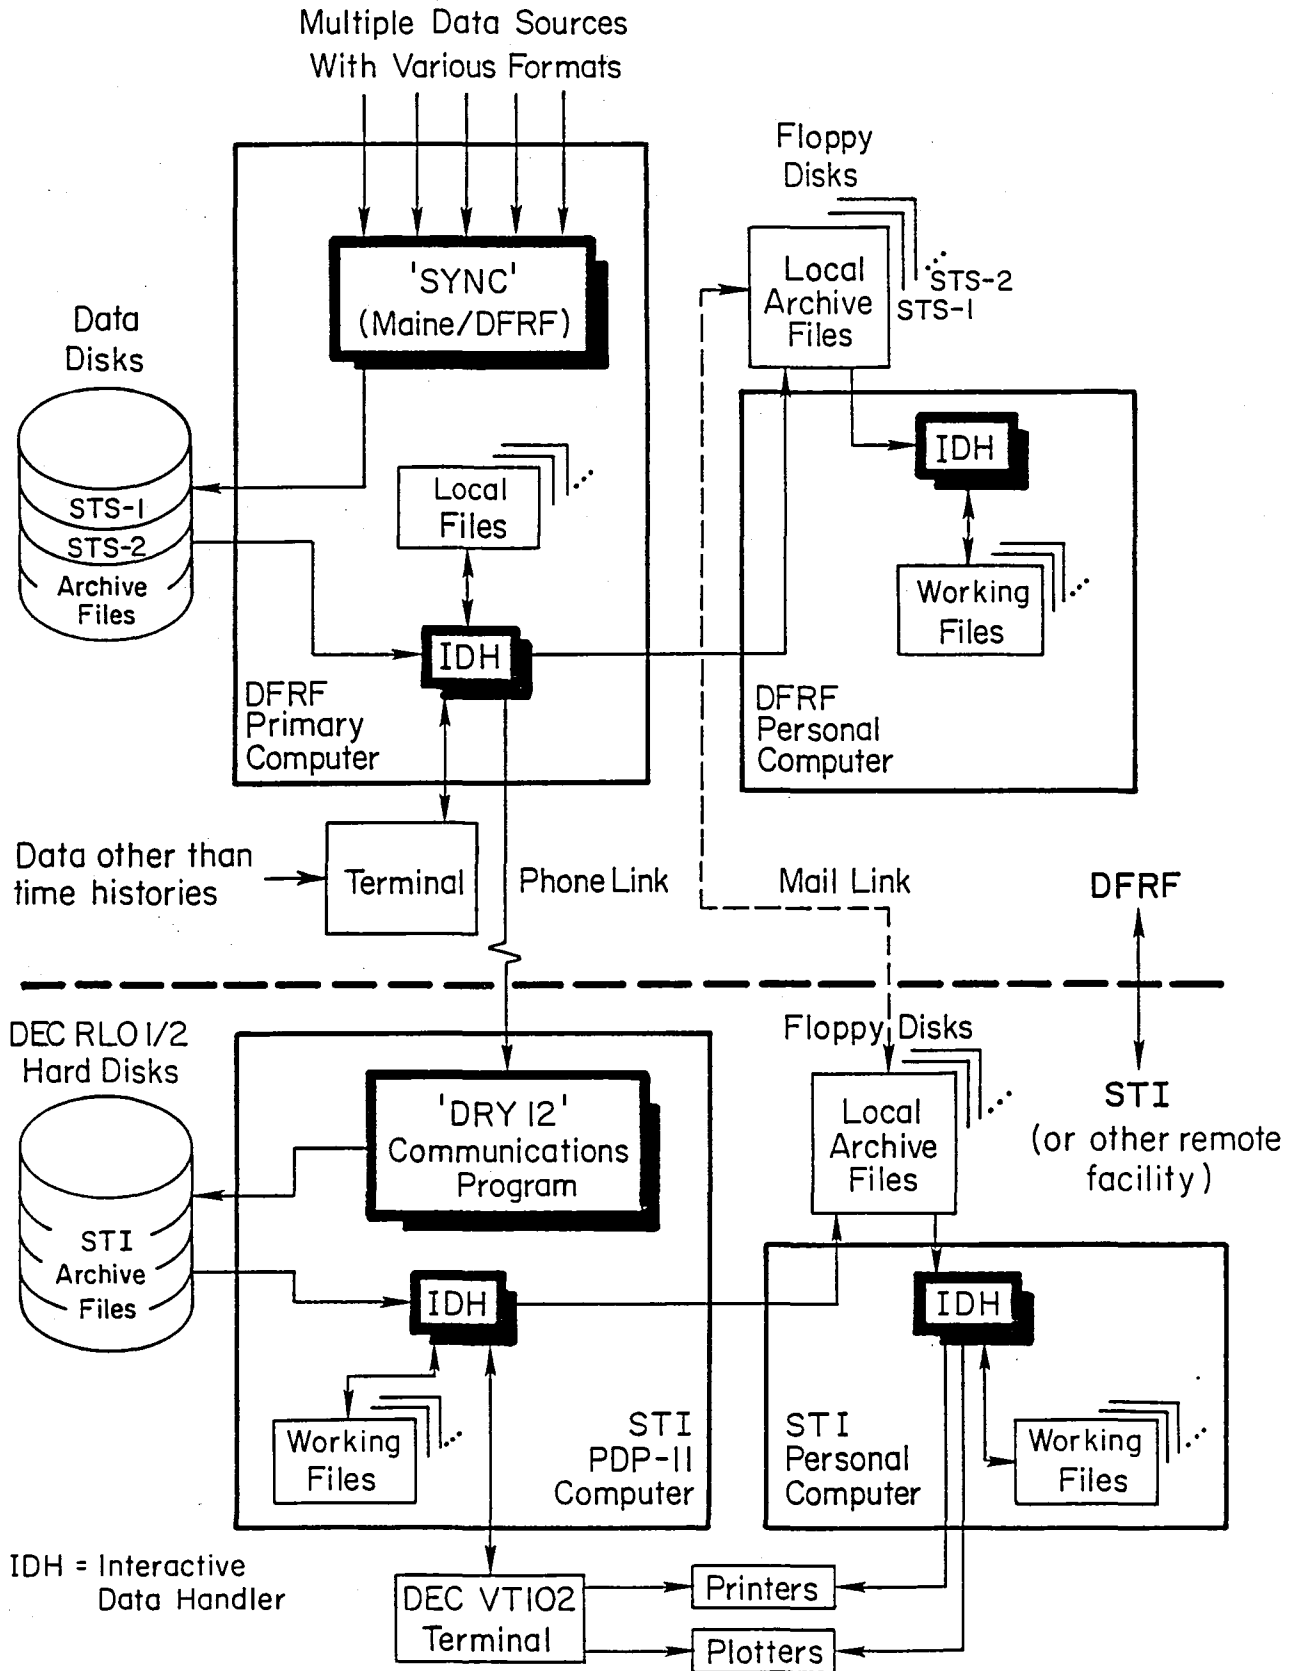 Multiple Data Sources
With Various Formats
Floppy
Disks
'SYNC'
(Maine/DFRF)
Local
Archive
Files
STS-2
STS-1
Data
Disks
STS-1
STS-2
Archive
Files
Local
Files
IDH
DFRF
Primary
Computer
IDH
Working
Files
DFRF
Personal
Computer
Data other than
time histories
Terminal
Phone Link
Mail Link
DFRF
STI
(or other remote
facility)
DEC RL01/2
Hard Disks
STI
Archive
Files
'DRY 12'
Communications
Program
IDH
Working
Files
STI
PDP-11
Computer
Floppy Disks
Local
Archive
Files
IDH
STI
Personal
Computer
Working
Files
IDH = Interactive
Data Handler
DEC VT102
Terminal
Printers
Plotters